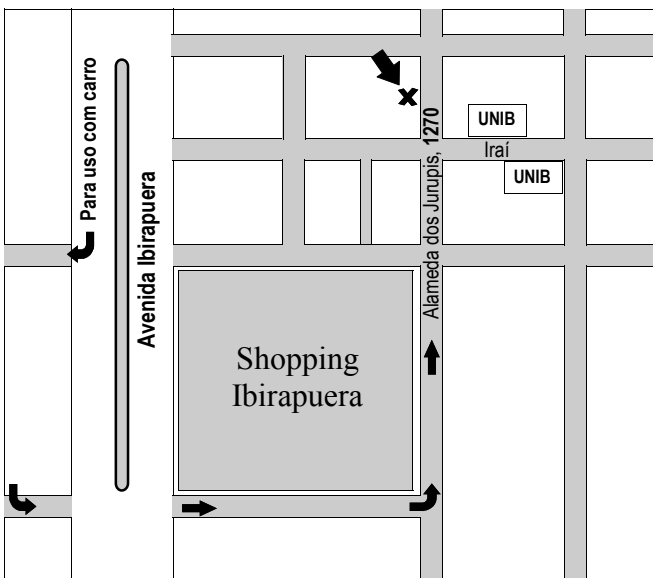 Para uso com carro
Avenida Ibirapuera
Alameda dos Jurupis, 1270
X
UNIB
Iraí
UNIB
Shopping
Ibirapuera